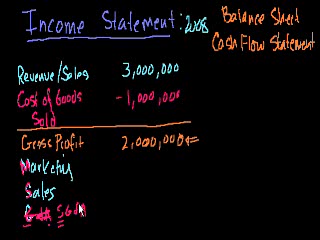 Income Statement: 2008
Balance Sheet
Cash Flow Statement
Revenue/Sales 3,000,000
Cost of Goods Sold -1,000,000
Gross Profit 2,000,000
Marketing
Sales